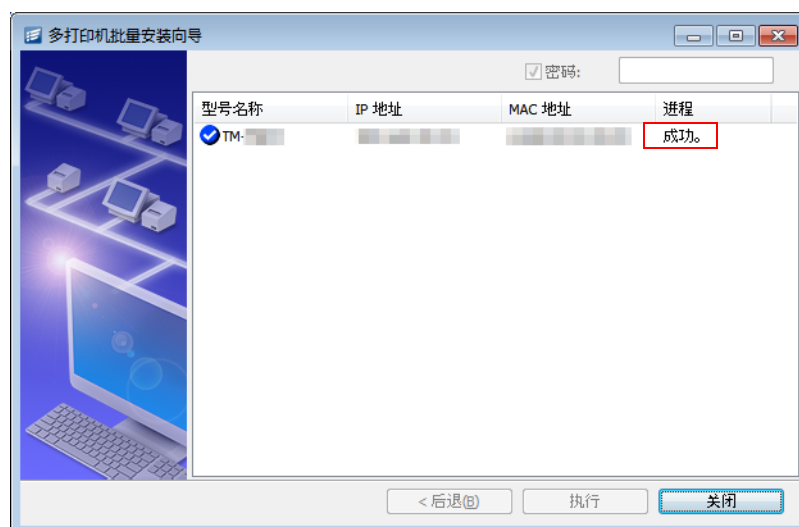 多打印机批量安装向导
密码:
型号名称 IP 地址 MAC 地址 进程
TM- 成功。
< 后退(B) 执行 关闭